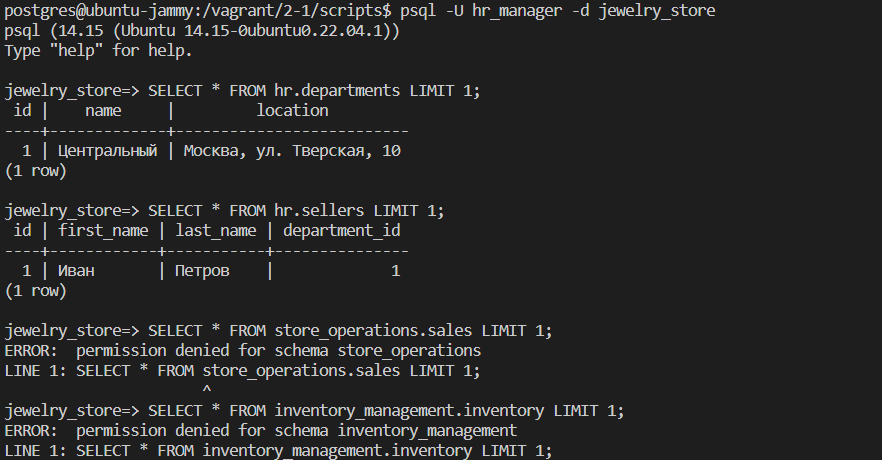 postgres@ubuntu-jammy:/vagrant/2-1/scripts$ psql -U hr_manager -d jewelry_store
psql (14.15 (Ubuntu 14.15-0ubuntu0.22.04.1))
Type "help" for help.

jewelry_store=> SELECT * FROM hr.departments LIMIT 1;
 id |    name     |         location
----+-------------+--------------------------
  1 | Центральный | Москва, ул. Тверская, 10
(1 row)

jewelry_store=> SELECT * FROM hr.sellers LIMIT 1;
 id | first_name | last_name | department_id
----+------------+-----------+---------------
  1 | Иван       | Петров    |             1
(1 row)

jewelry_store=> SELECT * FROM store_operations.sales LIMIT 1;
ERROR:  permission denied for schema store_operations
LINE 1: SELECT * FROM store_operations.sales LIMIT 1;
                      ^
jewelry_store=> SELECT * FROM inventory_management.inventory LIMIT 1;
ERROR:  permission denied for schema inventory_management
LINE 1: SELECT * FROM inventory_management.inventory LIMIT 1;